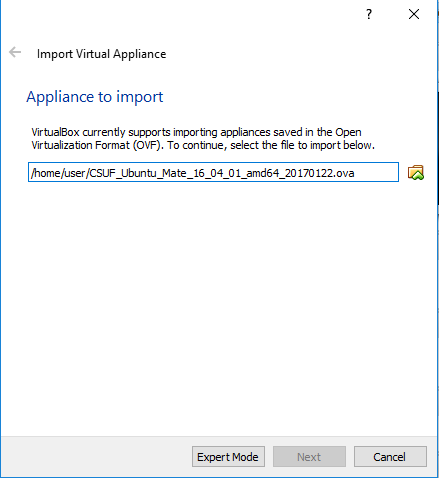 ?
Import Virtual Appliance
Appliance to import
VirtualBox currently supports importing appliances saved in the Open
Virtualization Format (OVF). To continue, select the file to import below.
/home/user/CSUF_Ubuntu_Mate_16_04_01_amd64_20170122.ova
Expert Mode Next Cancel